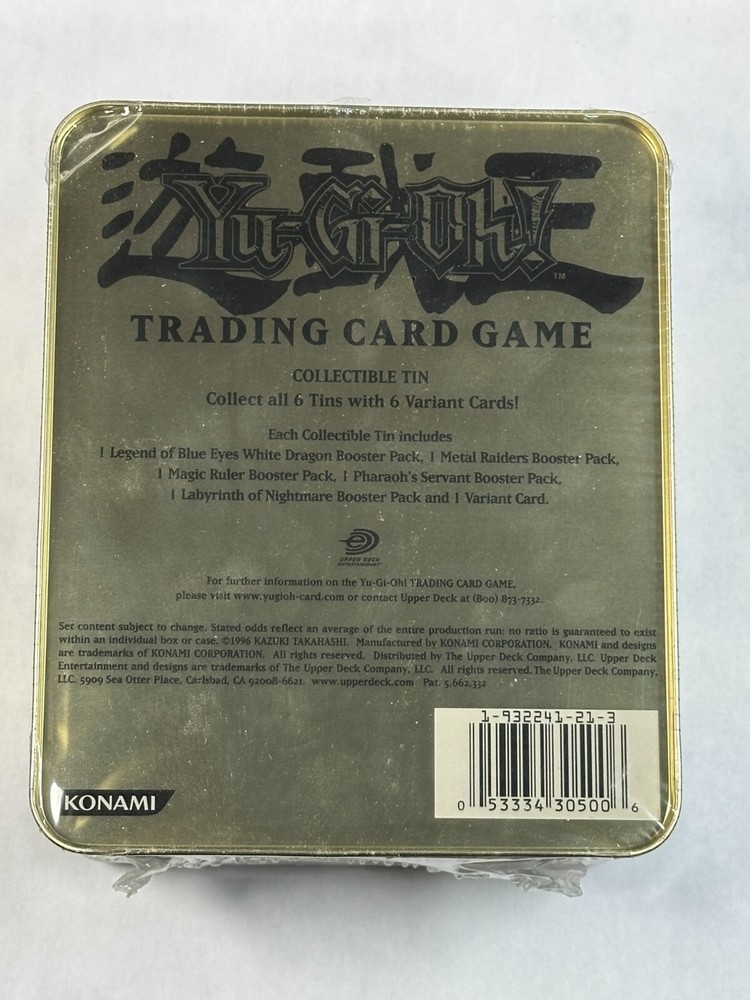 遊戯王
Yu-Gi-Oh!
TM
TRADING CARD GAME
COLLECTIBLE TIN
Collect all 6 Tins with 6 Variant Cards!
Each Collectible Tin includes
1 Legend of Blue Eyes White Dragon Booster Pack, 1 Metal Raiders Booster Pack,
1 Magic Ruler Booster Pack, 1 Pharaoh's Servant Booster Pack,
1 Labyrinth of Nightmare Booster Pack and 1 Variant Card.
UPPER DECK
ENTERTAINMENT
For further information on the Yu-Gi-Oh! TRADING CARD GAME,
please visit www.yugioh-card.com or contact Upper Deck at (800) 873-7332.
Set content subject to change. Stated odds reflect an average of the entire production run: no ratio is guaranteed to exist
within an individual box or case. ©1996 KAZUKI TAKAHASHI. Manufactured by KONAMI CORPORATION. KONAMI and designs
are trademarks of KONAMI CORPORATION. All rights reserved. Distributed by The Upper Deck Company, LLC. Upper Deck
Entertainment and designs are trademarks of The Upper Deck Company, LLC. All rights reserved. The Upper Deck Company,
LLC. 5909 Sea Otter Place, Carlsbad, CA 92008-6621. www.upperdeck.com Pat. 5,662,332
1-932241-21-3
0 53334 30500 6
KONAMI